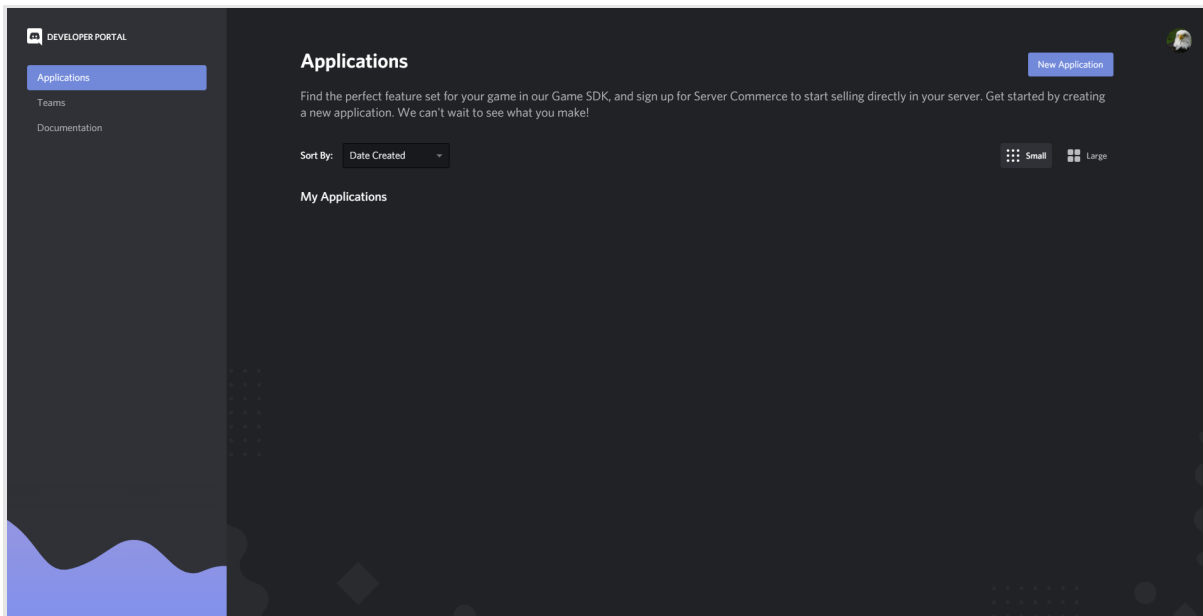 DEVELOPER PORTAL
Applications
Teams
Documentation
Applications
New Application
Find the perfect feature set for your game in our Game SDK, and sign up for Server Commerce to start selling directly in your server. Get started by creating
a new application. We can't wait to see what you make!
Sort By: Date Created
Small Large
My Applications